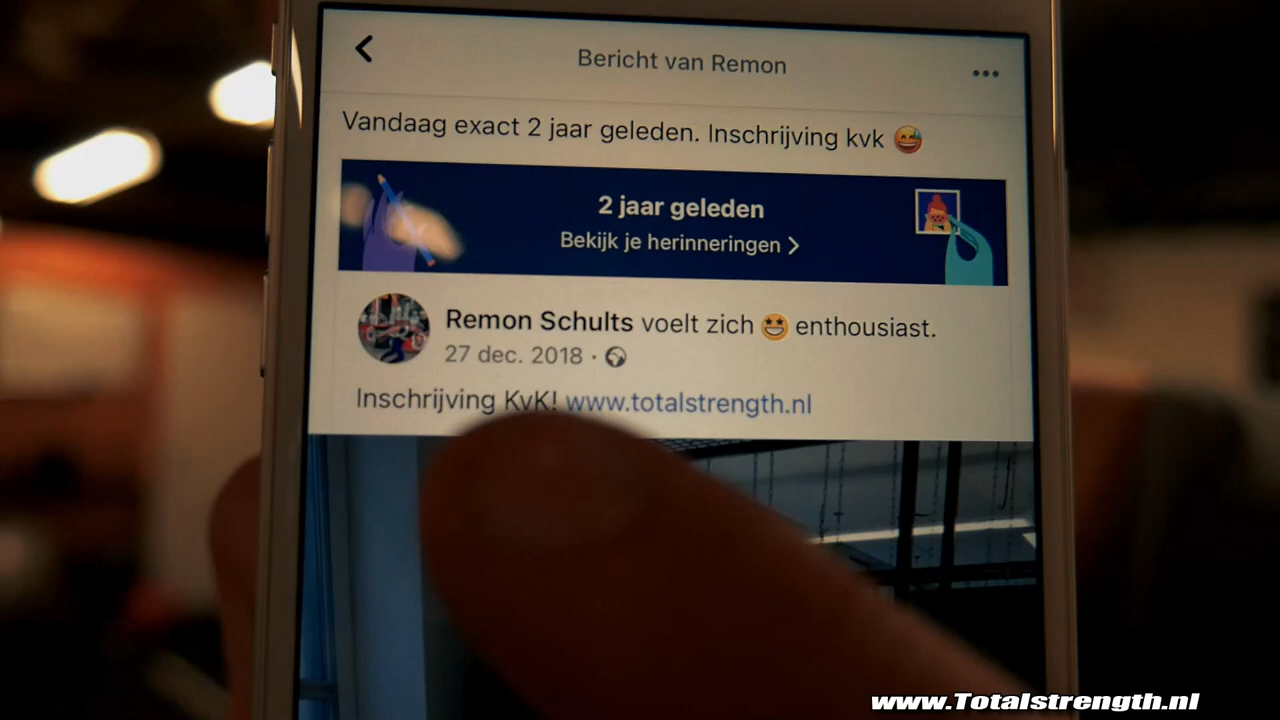 Bericht van Remon
Vandaag exact 2 jaar geleden. Inschrijving kvk 😅
2 jaar geleden
Bekijk je herinneringen
Remon Schults voelt zich 🤩 enthousiast.
27 dec. 2018 ·
Inschrijving KvK! www.totalstrength.nl
www.Totalstrength.nl